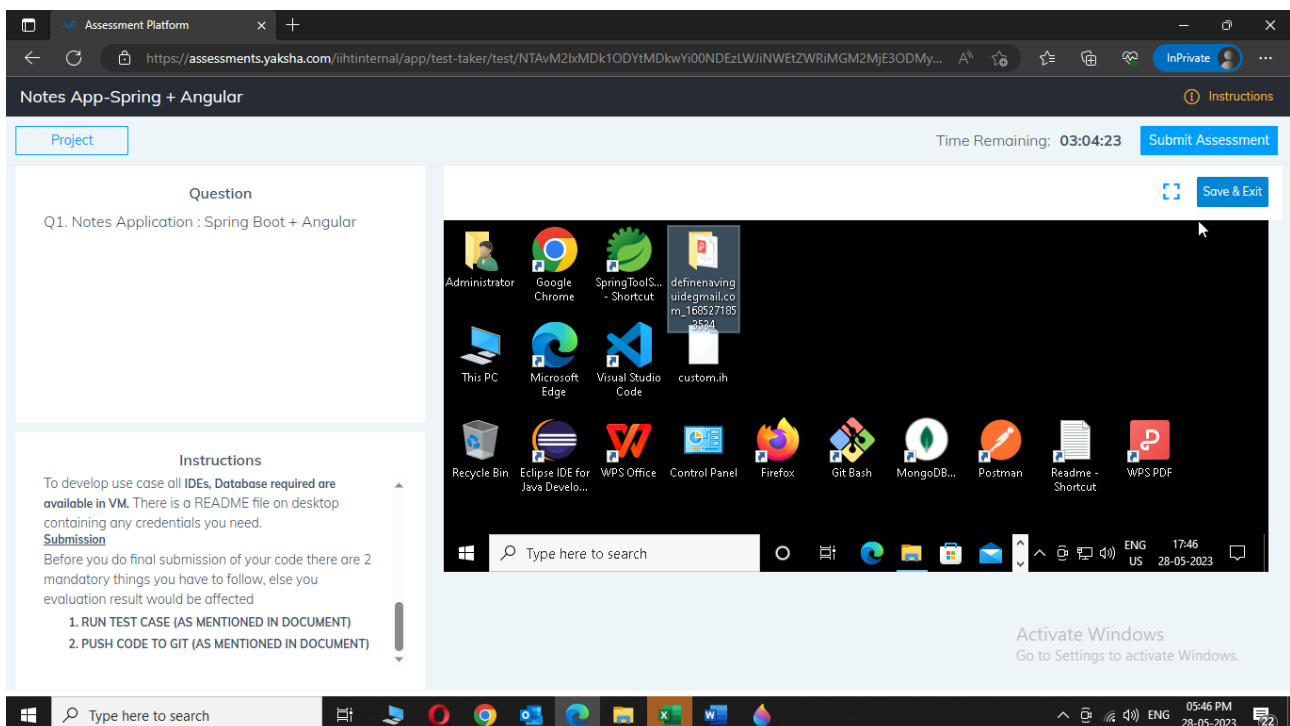 Assessment Platform
https://assessments.yaksha.com/iihtinternal/app/test-taker/test/NTAvM2IxMDk1ODYtMDkwYi00NDEzLWJiNWEtZWRiMGM2MjE3ODMy...
InPrivate
Notes App-Spring + Angular
Instructions
Project
Time Remaining: 03:04:23
Submit Assessment
Question
Q1. Notes Application : Spring Boot + Angular
Save & Exit
Administrator
Google
Chrome
SpringToolS...
- Shortcut
definenaving
uidegmail.co
m_168527185
3534
This PC
Microsoft
Edge
Visual Studio
Code
custom.ih
Recycle Bin
Eclipse IDE for
Java Develo...
WPS Office
Control Panel
Firefox
Git Bash
MongoDB...
Postman
Readme -
Shortcut
WPS PDF
Type here to search
ENG
US
17:46
28-05-2023
Instructions
To develop use case all IDEs, Database required are
available in VM. There is a README file on desktop
containing any credentials you need.
Submission
Before you do final submission of your code there are 2
mandatory things you have to follow, else you
evaluation result would be affected
1. RUN TEST CASE (AS MENTIONED IN DOCUMENT)
2. PUSH CODE TO GIT (AS MENTIONED IN DOCUMENT)
Activate Windows
Go to Settings to activate Windows.
Type here to search
ENG
05:46 PM
28-05-2023
22